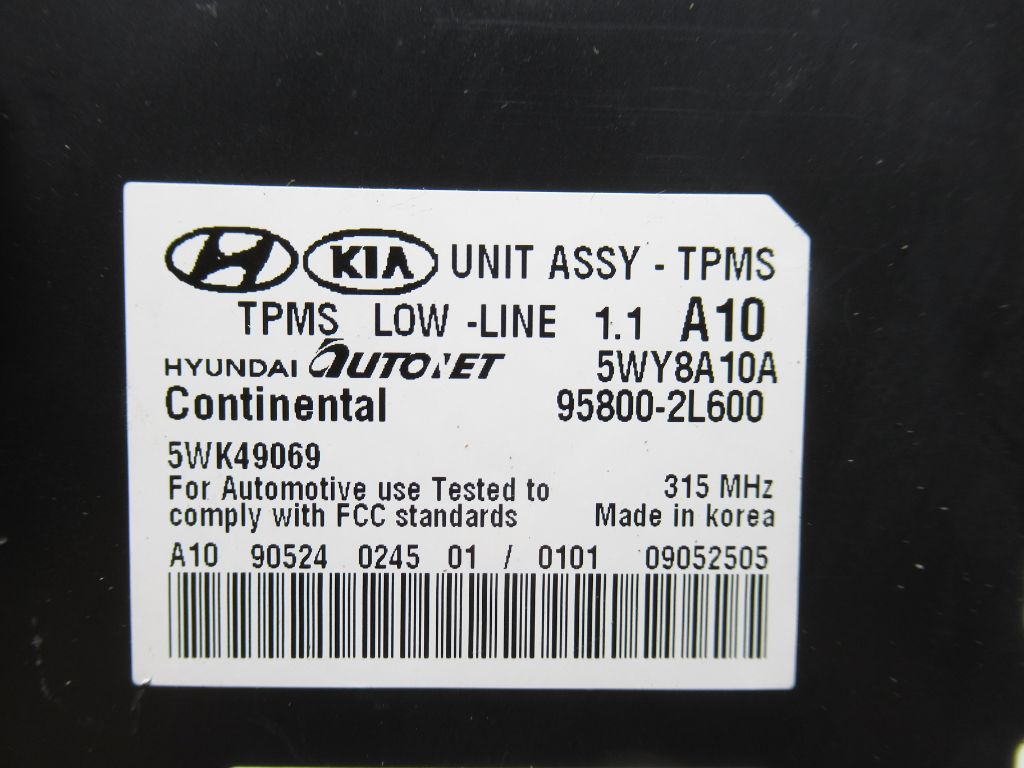 H KIA UNIT ASSY - TPMS
TPMS LOW -LINE 1.1 A10
HYUNDAI AUTONET 5WY8A10A
Continental 95800-2L600
5WK49069
For Automotive use Tested to 315 MHz
comply with FCC standards Made in korea
A10 90524 0245 01 / 0101 09052505